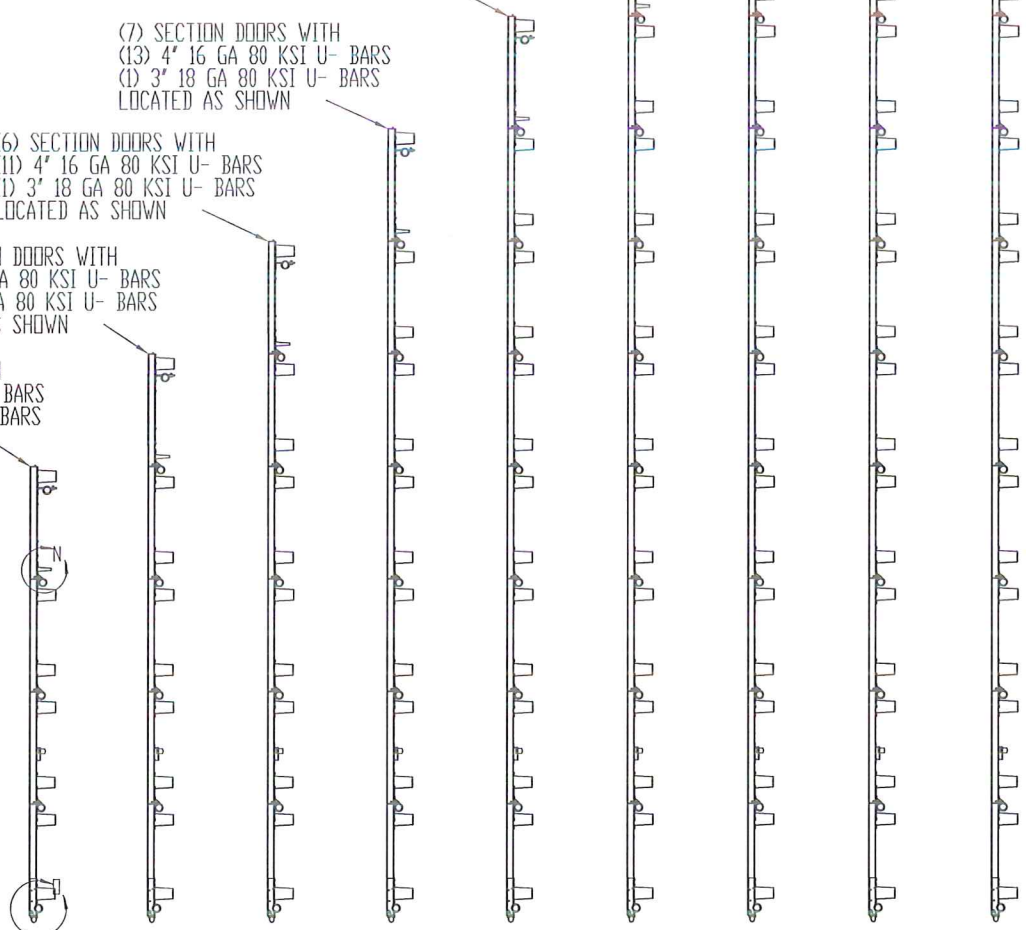 (7) SECTION DOORS WITH
(13) 4" 16 GA 80 KSI U- BARS
(1) 3" 18 GA 80 KSI U- BARS
LOCATED AS SHOWN
6) SECTION DOORS WITH
11) 4" 16 GA 80 KSI U- BARS
1) 3" 18 GA 80 KSI U- BARS
LOCATED AS SHOWN
DOORS WITH
A 80 KSI U- BARS
A 80 KSI U- BARS
SHOWN
BARS
BARS
N